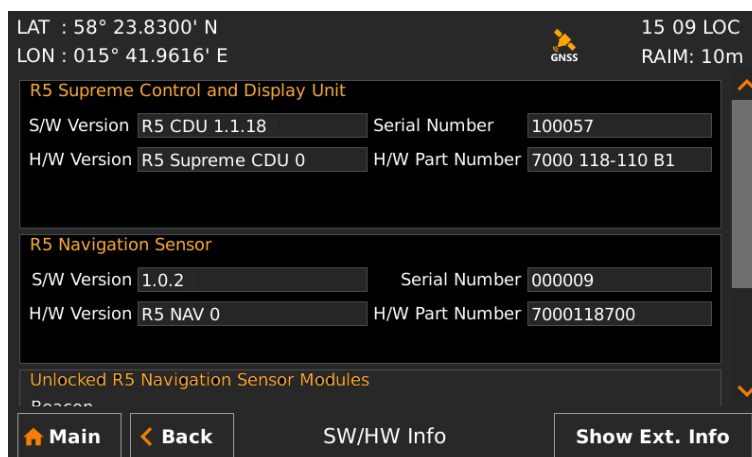 LAT : 58° 23.8300' N
LON : 015° 41.9616' E
GNSS
15 09 LOC
RAIM: 10m
R5 Supreme Control and Display Unit
S/W Version R5 CDU 1.1.18 Serial Number 100057
H/W Version R5 Supreme CDU 0 H/W Part Number 7000 118-110 B1
R5 Navigation Sensor
S/W Version 1.0.2 Serial Number 000009
H/W Version R5 NAV 0 H/W Part Number 7000118700
Unlocked R5 Navigation Sensor Modules
Beacon
Main Back SW/HW Info Show Ext. Info